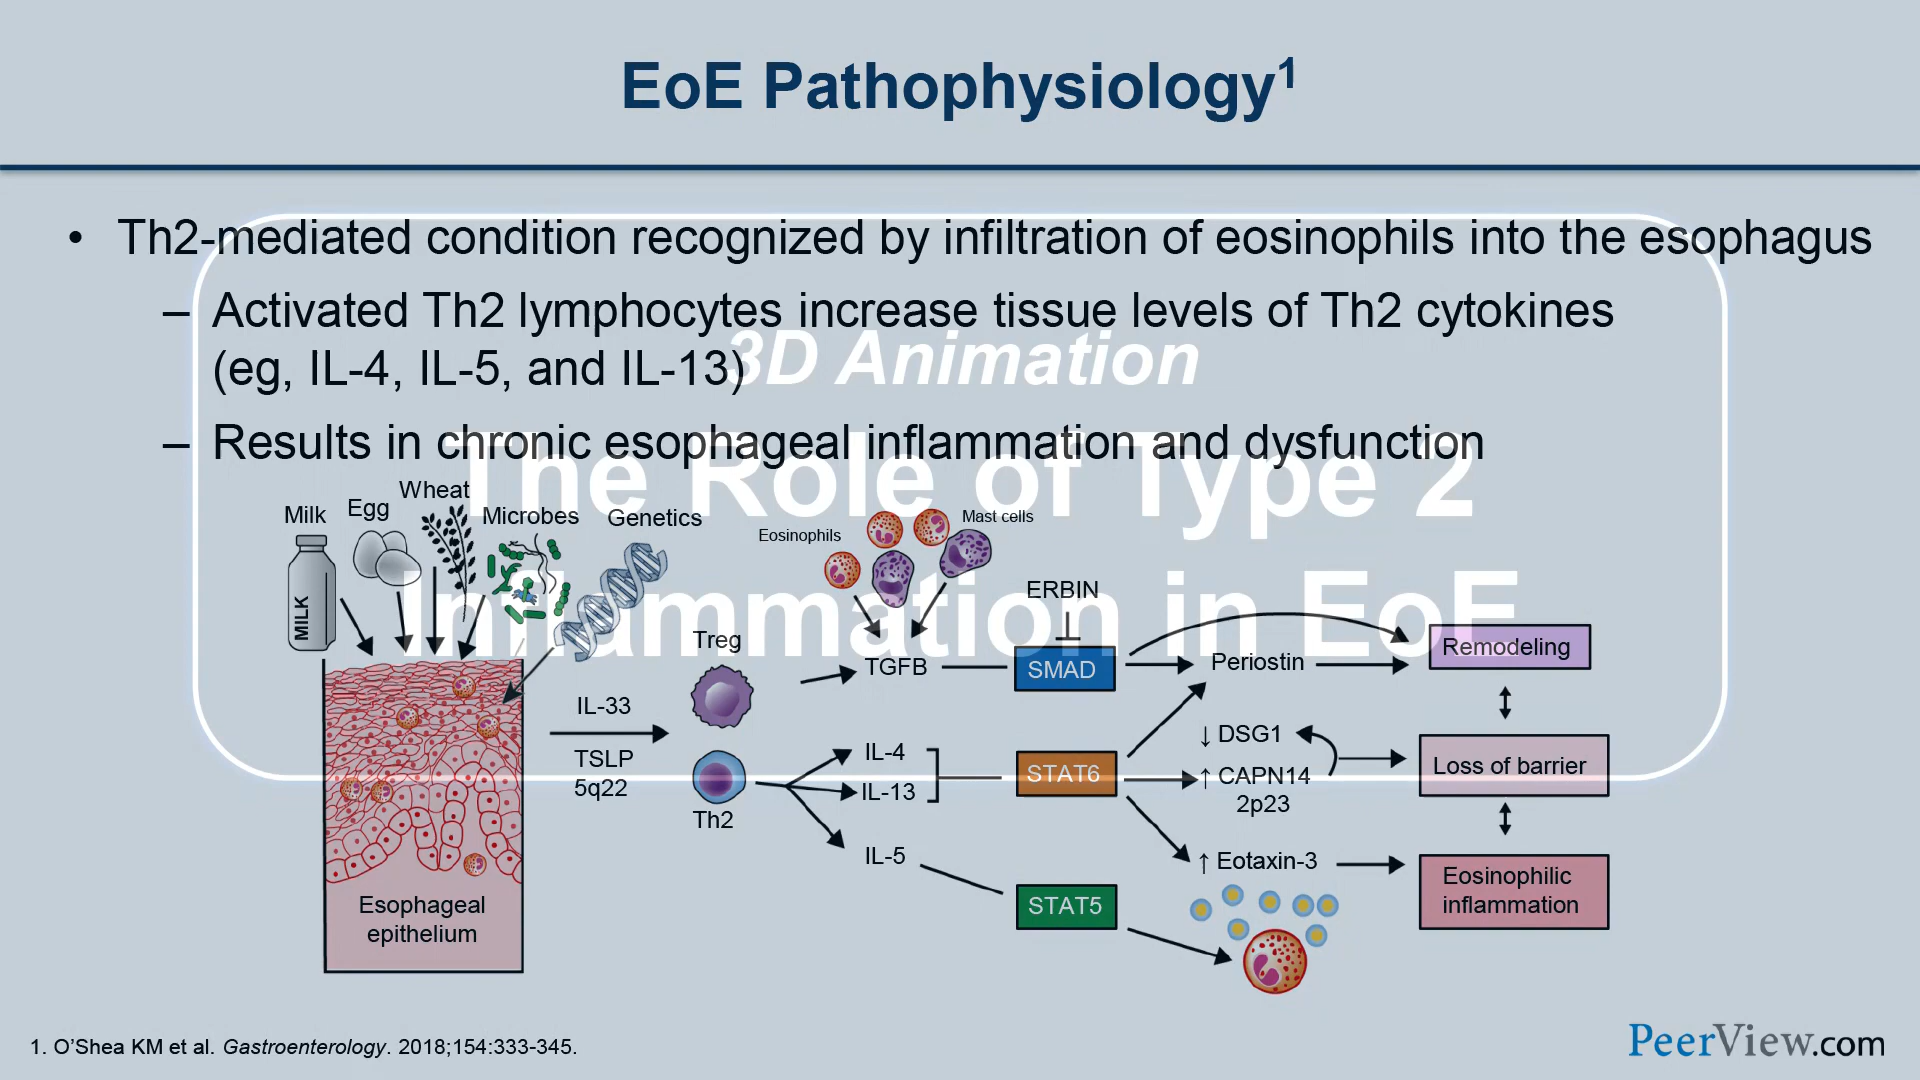 EoE Pathophysiology1
• Th2-mediated condition recognized by infiltration of eosinophils into the esophagus
– Activated Th2 lymphocytes increase tissue levels of Th2 cytokines
(eg, IL-4, IL-5, and IL-13)
– Results in chronic esophageal inflammation and dysfunction
3D Animation
The Role of Type 2
Inflammation in EoE
Milk
Egg
Wheat
Microbes
Genetics
MILK
Esophageal
epithelium
IL-33
TSLP
5q22
Treg
Th2
Eosinophils
Mast cells
TGFB
IL-4
IL-13
IL-5
ERBIN
SMAD
STAT6
STAT5
Periostin
↓ DSG1
↑ CAPN14
2p23
↑ Eotaxin-3
Remodeling
Loss of barrier
Eosinophilic
inflammation
1. O’Shea KM et al. Gastroenterology. 2018;154:333-345.
PeerView.com